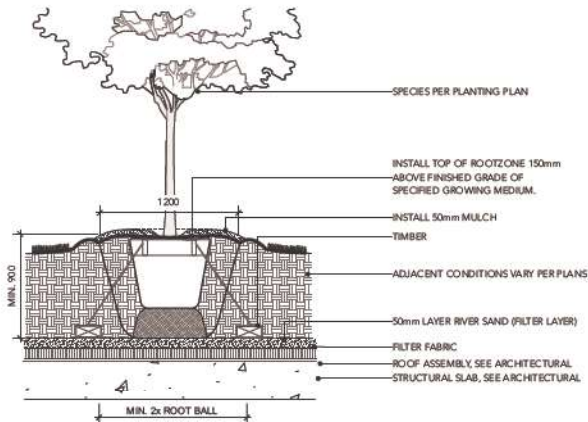 SPECIES PER PLANTING PLAN
INSTALL TOP OF ROOTZONE 150mm
ABOVE FINISHED GRADE OF
SPECIFIED GROWING MEDIUM.
1200
INSTALL 50mm MULCH
TIMBER
MIN. 900
ADJACENT CONDITIONS VARY PER PLANS
50mm LAYER RIVER SAND (FILTER LAYER)
FILTER FABRIC
ROOF ASSEMBLY, SEE ARCHITECTURAL
STRUCTURAL SLAB, SEE ARCHITECTURAL
MIN. 2x ROOT BALL